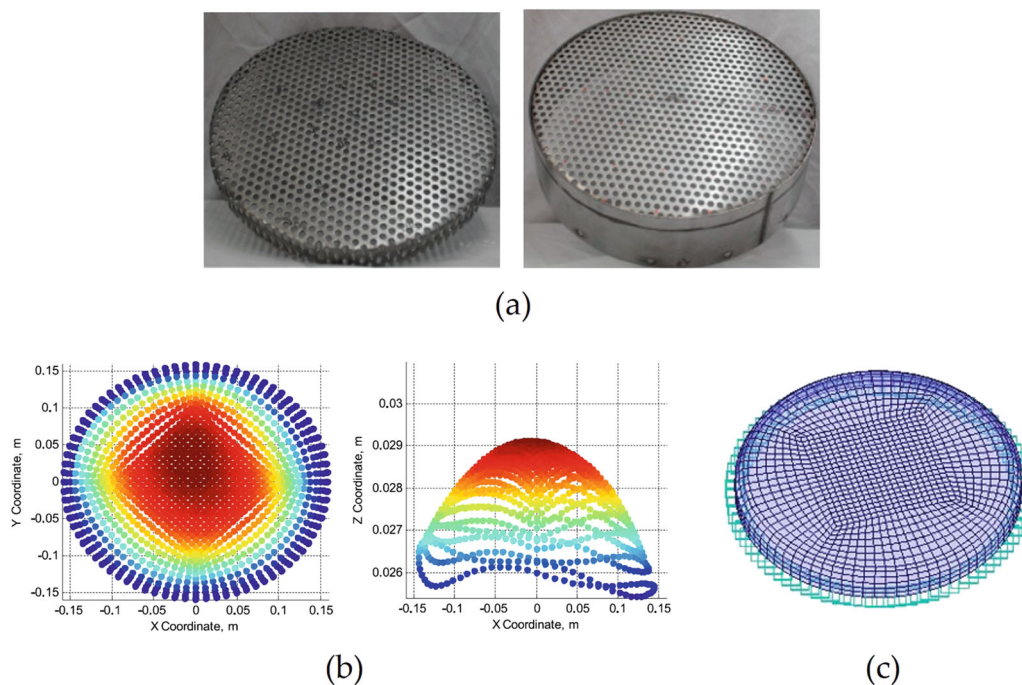 (a)
Y Coordinate, m
0.15
0.1
0.05
0
-0.05
-0.1
-0.15
-0.15 -0.1 -0.05 0 0.05 0.1 0.15
X Coordinate, m
Z Coordinate, m
0.03
0.029
0.028
0.027
0.026
-0.15 -0.1 -0.05 0 0.05 0.10 0.15
X Coordinate, m
(b)
(c)